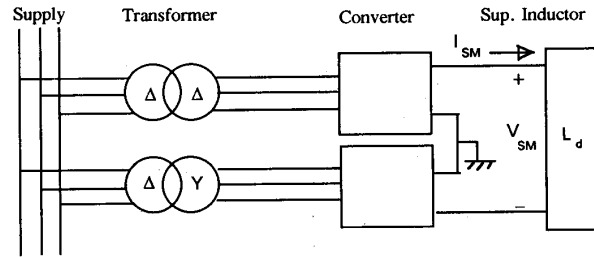 Supply Transformer Converter Sup. Inductor
I SM
Δ Δ
+
V SM
L d
Δ Y
−